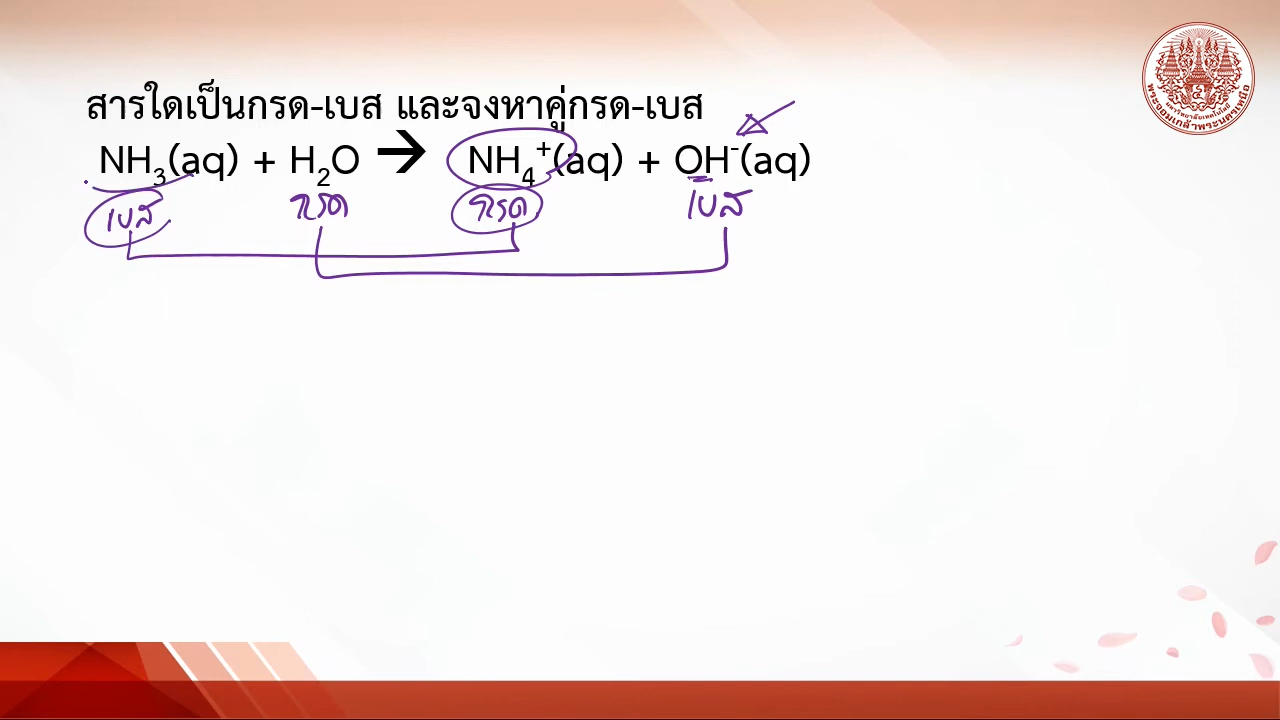 สารใดเป็นกรด-เบส และจงหาคู่กรด-เบส
NH₃(aq) + H₂O → NH₄⁺(aq) + OH⁻(aq)
เบส กรด กรด เบส